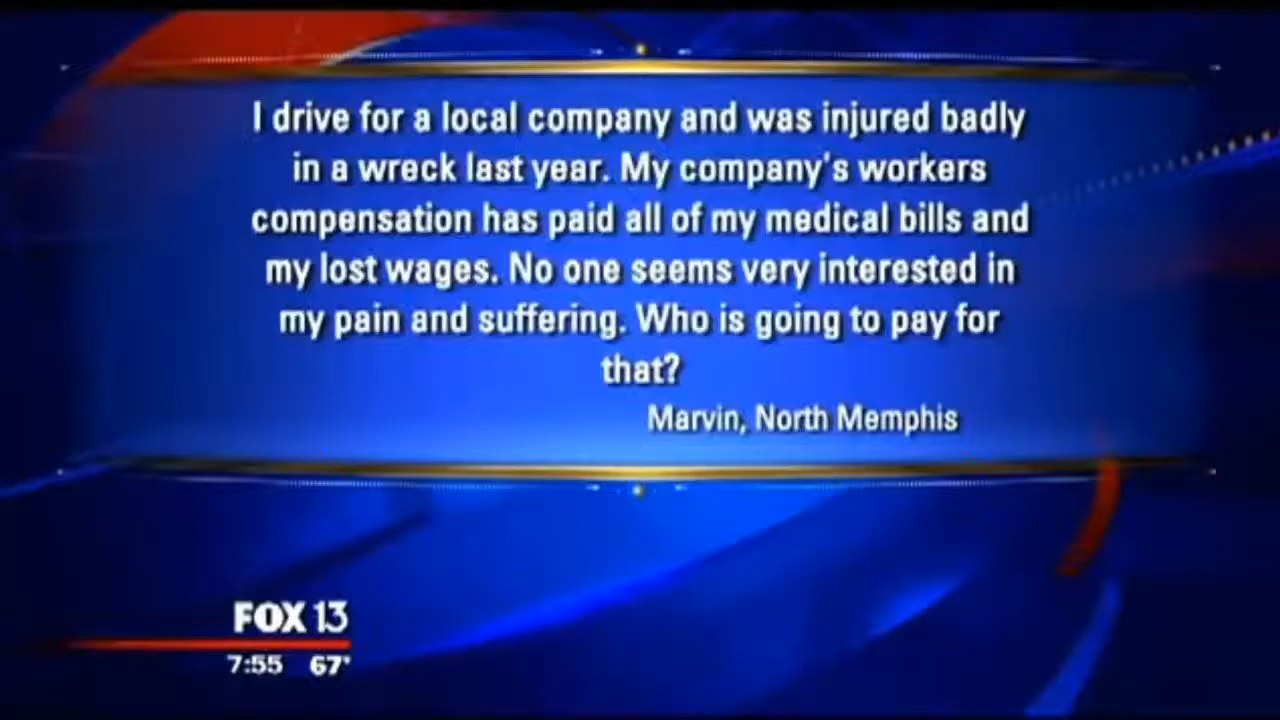 I drive for a local company and was injured badly
in a wreck last year. My company's workers
compensation has paid all of my medical bills and
my lost wages. No one seems very interested in
my pain and suffering. Who is going to pay for
that?
Marvin, North Memphis
FOX 13
7:55 67°